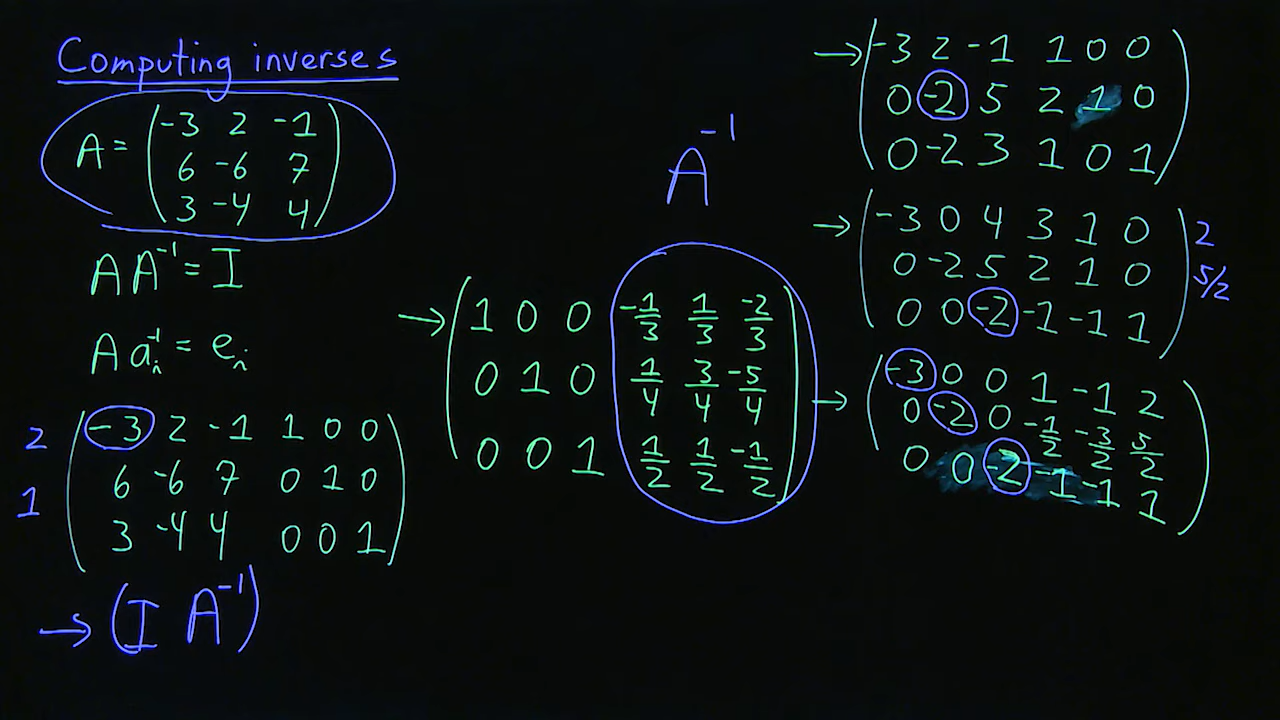 Computing inverses
A = ( -3 2 -1
6 -6 7
3 -4 4 )
A A⁻¹ = I
A aᵢ⁻¹ = eᵢ
2 ( -3 2 -1 1 0 0
6 -6 7 0 1 0
1 3 -4 4 0 0 1 )
→ ( I A⁻¹ )
A⁻¹
→ ( 1 0 0 -1/3 1/3 -2/3
0 1 0 1/4 3/4 -5/4
0 0 1 1/2 1/2 -1/2 )
→ ( -3 2 -1 1 0 0
0 -2 5 2 1 0
0 -2 3 1 0 1 )
→ ( -3 0 4 3 1 0 ) 2
0 -2 5 2 1 0 5/2
0 0 -2 -1 -1 1 )
→ ( -3 0 0 1 -1 2
0 -2 0 -1/2 -3/2 5/2
0 0 -2 -1 -1 1 )